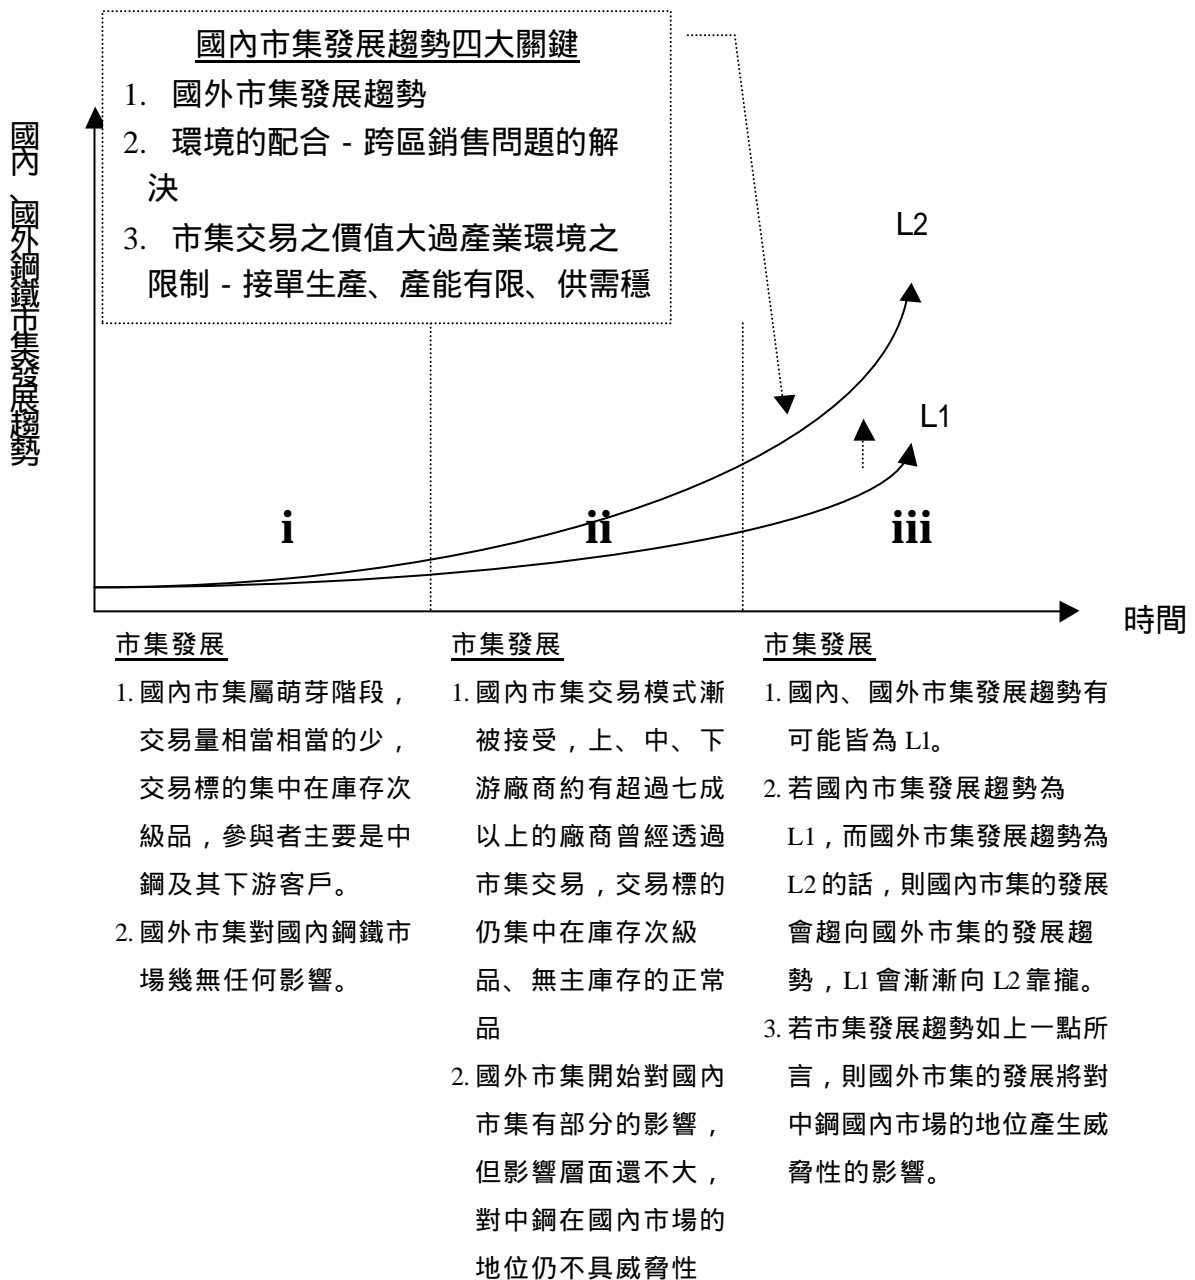 國內市集發展趨勢四大關鍵
1. 國外市集發展趨勢
2. 環境的配合 - 跨區銷售問題的解
決
3. 市集交易之價值大過產業環境之
限制 - 接單生產、產能有限、供需穩
國內、國外鋼鐵市集發展趨勢
L2
L1
i
ii
iii
時間
市集發展
1. 國內市集屬萌芽階段，
交易量相當相當的少，
交易標的集中在庫存次
級品，參與者主要是中
鋼及其下游客戶。
2. 國外市集對國內鋼鐵市
場幾無任何影響。
市集發展
1. 國內市集交易模式漸
被接受，上、中、下
游廠商約有超過七成
以上的廠商曾經透過
市集交易，交易標的
仍集中在庫存次級
品、無主庫存的正常
品
2. 國外市集開始對國內
市集有部分的影響，
但影響層面還不大，
對中鋼在國內市場的
地位仍不具威脅性
市集發展
1. 國內、國外市集發展趨勢有
可能皆為 L1。
2. 若國內市集發展趨勢為
L1，而國外市集發展趨勢為
L2 的話，則國內市集的發展
會趨向國外市集的發展趨
勢，L1 會漸漸向 L2 靠攏。
3. 若市集發展趨勢如上一點所
言，則國外市集的發展將對
中鋼國內市場的地位產生威
脅性的影響。